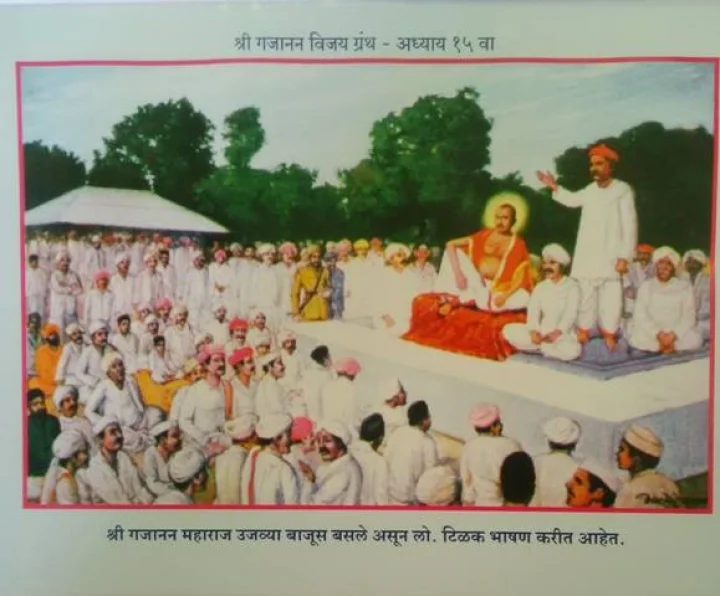 श्री गजानन विजय ग्रंथ - अध्याय १५ वा
श्री गजानन महाराज उजव्या बाजूस बसले असून लो. टिळक भाषण करीत आहेत.